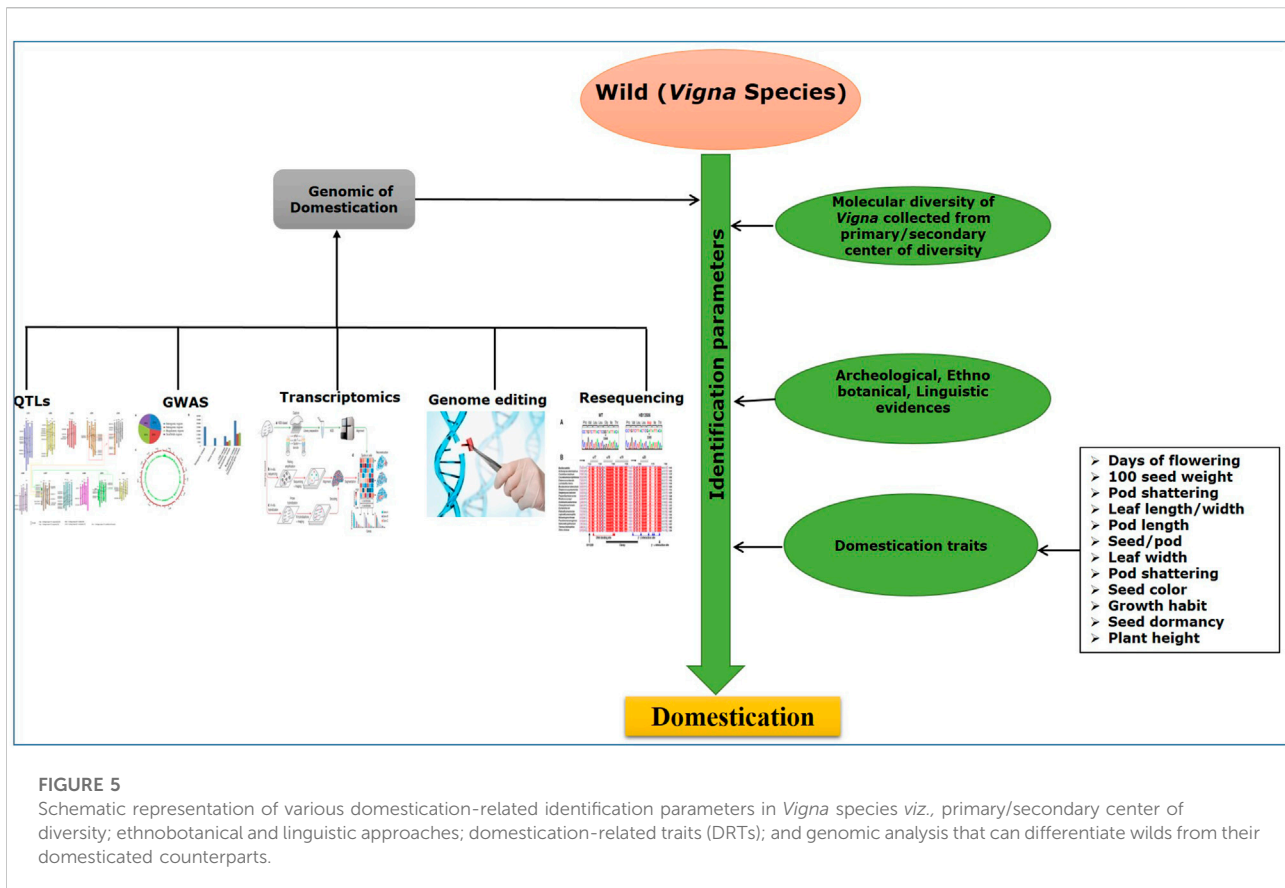 Wild (Vigna Species)
Genomic of
Domestication
Molecular diversity of
Vigna collected from
primary/secondary
center of diversity
Identification parameters
QTLs
GWAS
Transcriptomics
Genome editing
Resequencing
Archeological, Ethno
botanical, Linguistic
evidences
Domestication traits
➢ Days of flowering
➢ 100 seed weight
➢ Pod shattering
➢ Leaf length/width
➢ Pod length
➢ Seed/pod
➢ Leaf width
➢ Pod shattering
➢ Seed color
➢ Growth habit
➢ Seed dormancy
➢ Plant height
Domestication
FIGURE 5
Schematic representation of various domestication-related identification parameters in Vigna species viz., primary/secondary center of
diversity; ethnobotanical and linguistic approaches; domestication-related traits (DRTs); and genomic analysis that can differentiate wilds from their
domesticated counterparts.